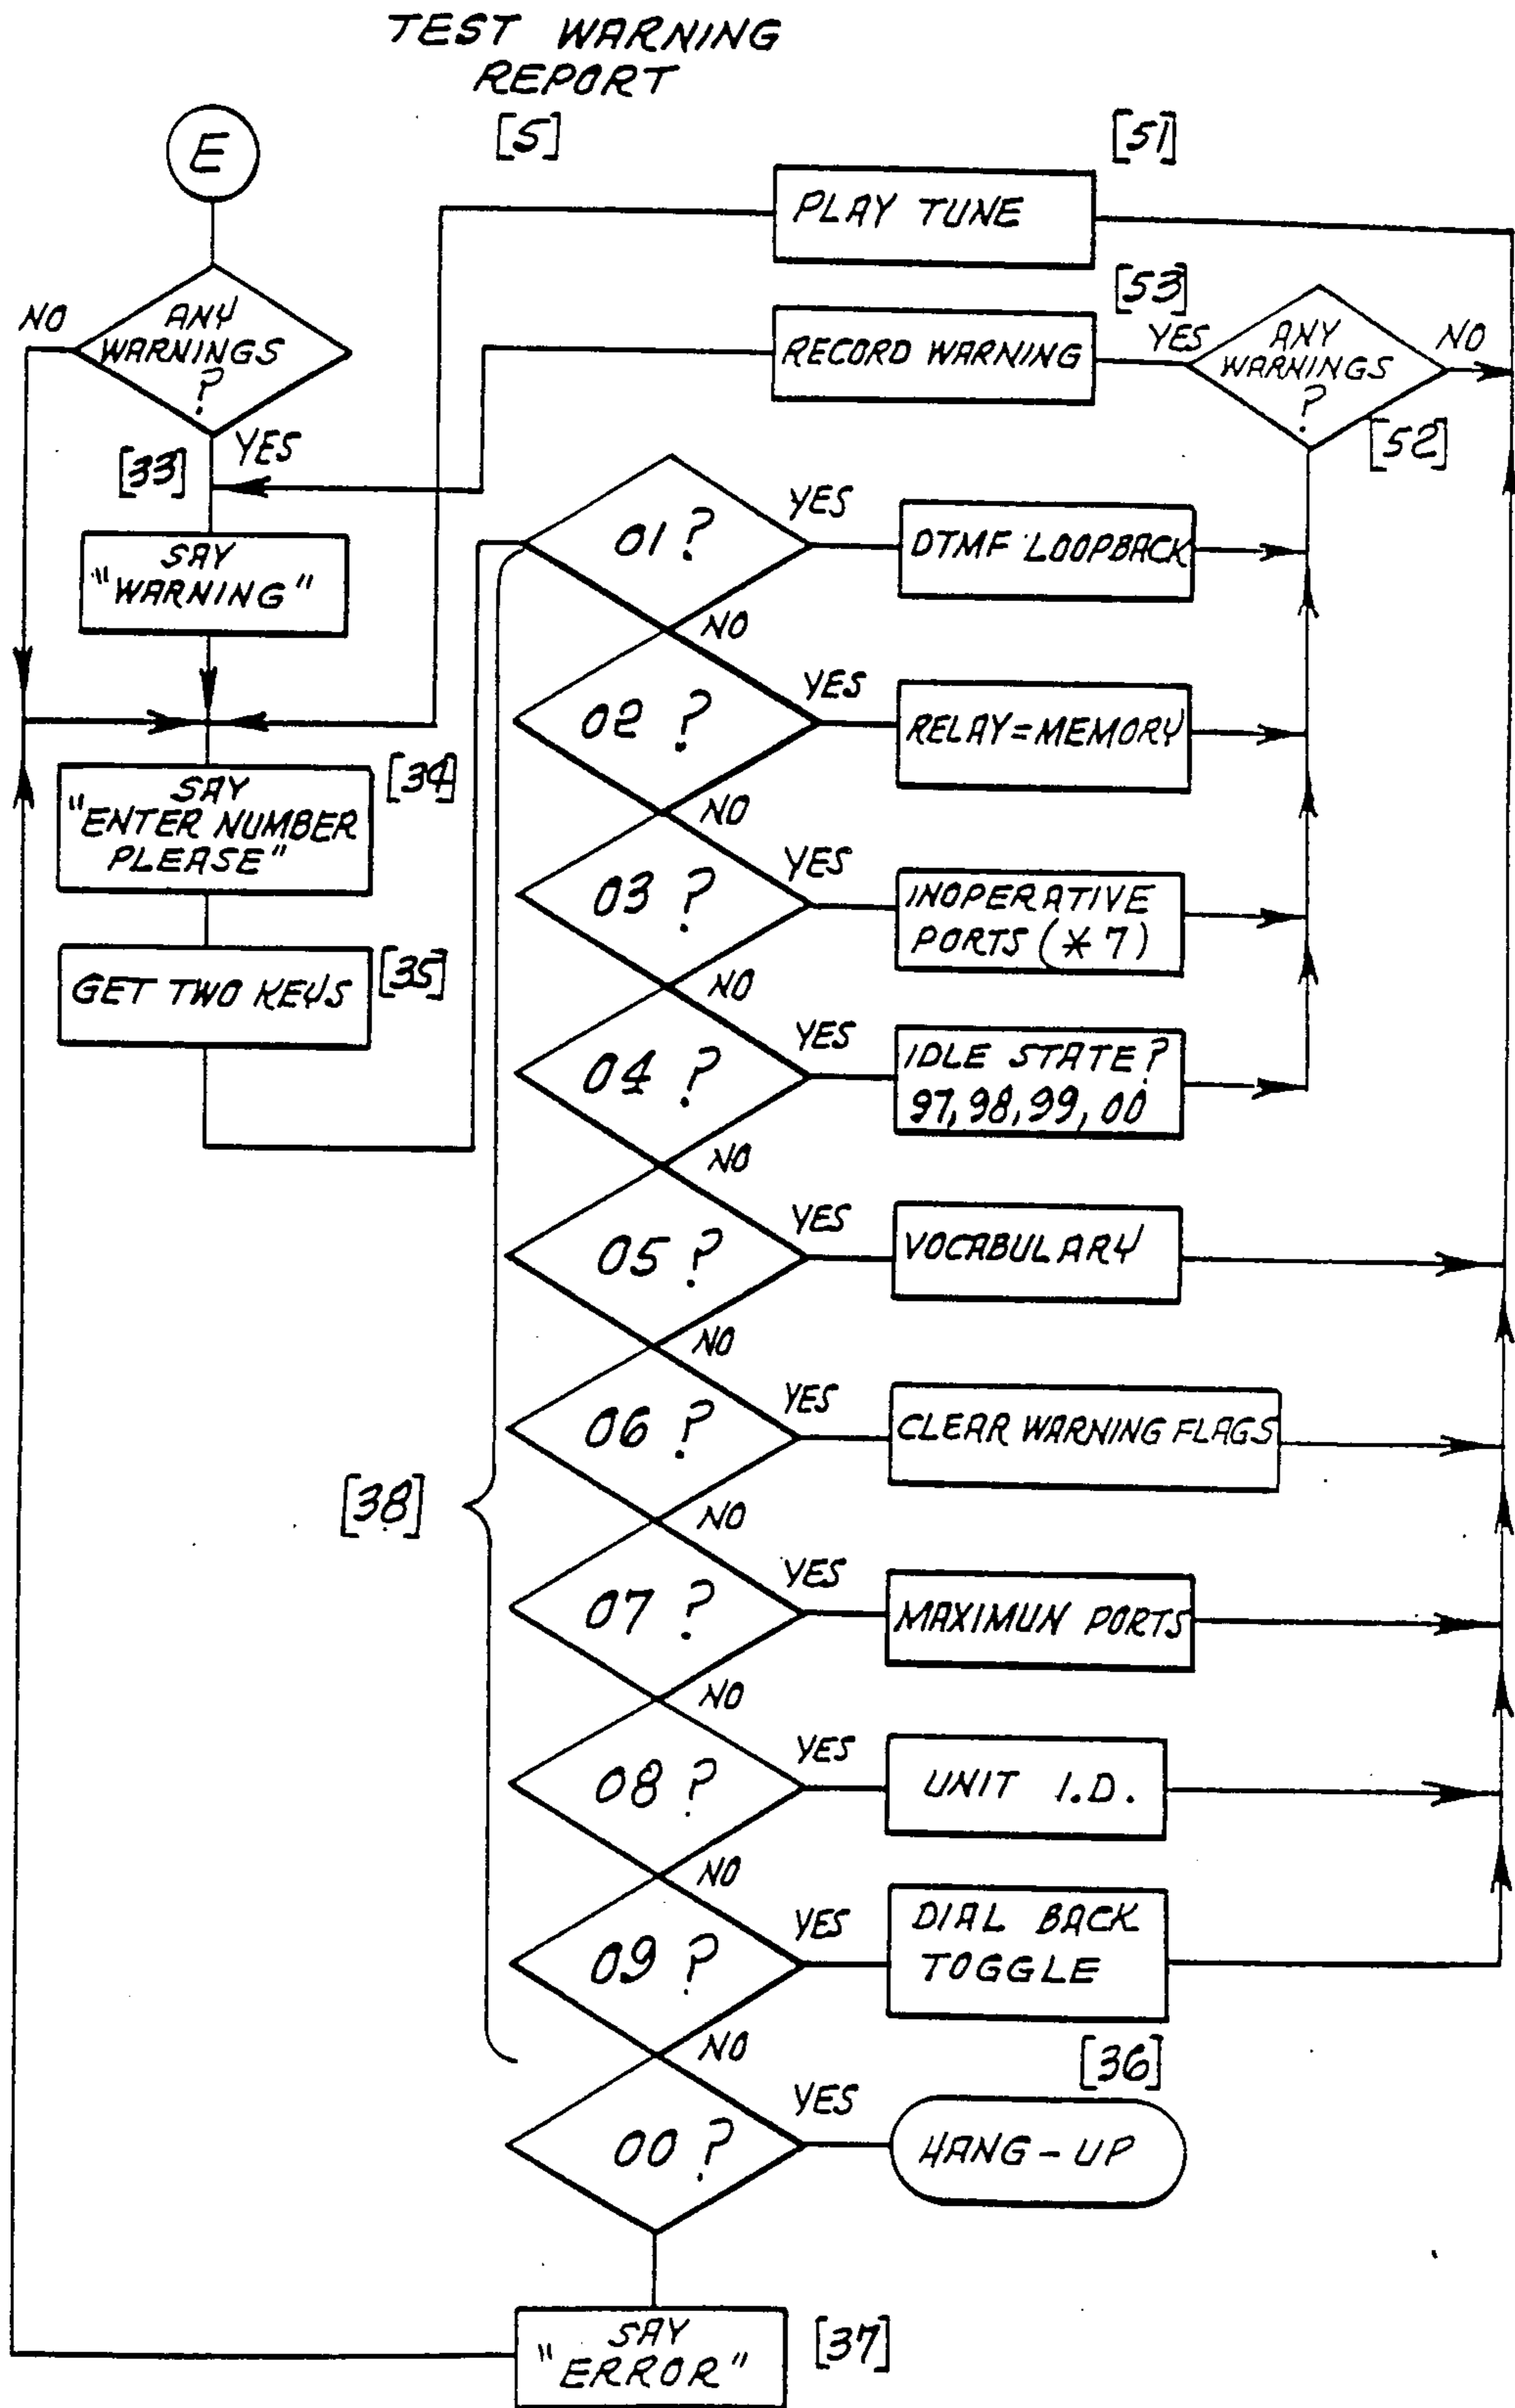 TEST WARNING
REPORT
[5]
E
[51]
PLAY TUNE
NO
ANY
WARNINGS
?
[53]
RECORD WARNING
YES
ANY
WARNINGS
?
NO
[52]
[33]
YES
SAY
"WARNING"
[34]
SAY
"ENTER NUMBER
PLEASE"
GET TWO KEYS
[35]
[38]
01 ?
YES
DTMF LOOPBACK
NO
02 ?
YES
RELAY=MEMORY
NO
03 ?
YES
INOPERATIVE
PORTS (*7)
NO
04 ?
YES
IDLE STATE?
97,98,99,00
NO
05 ?
YES
VOCABULARY
NO
06 ?
YES
CLEAR WARNING FLAGS
NO
07 ?
YES
MAXIMUN PORTS
NO
08 ?
YES
UNIT I.D.
NO
09 ?
YES
DIAL BACK
TOGGLE
NO
[36]
00 ?
YES
HANG-UP
SAY
"ERROR"
[37]